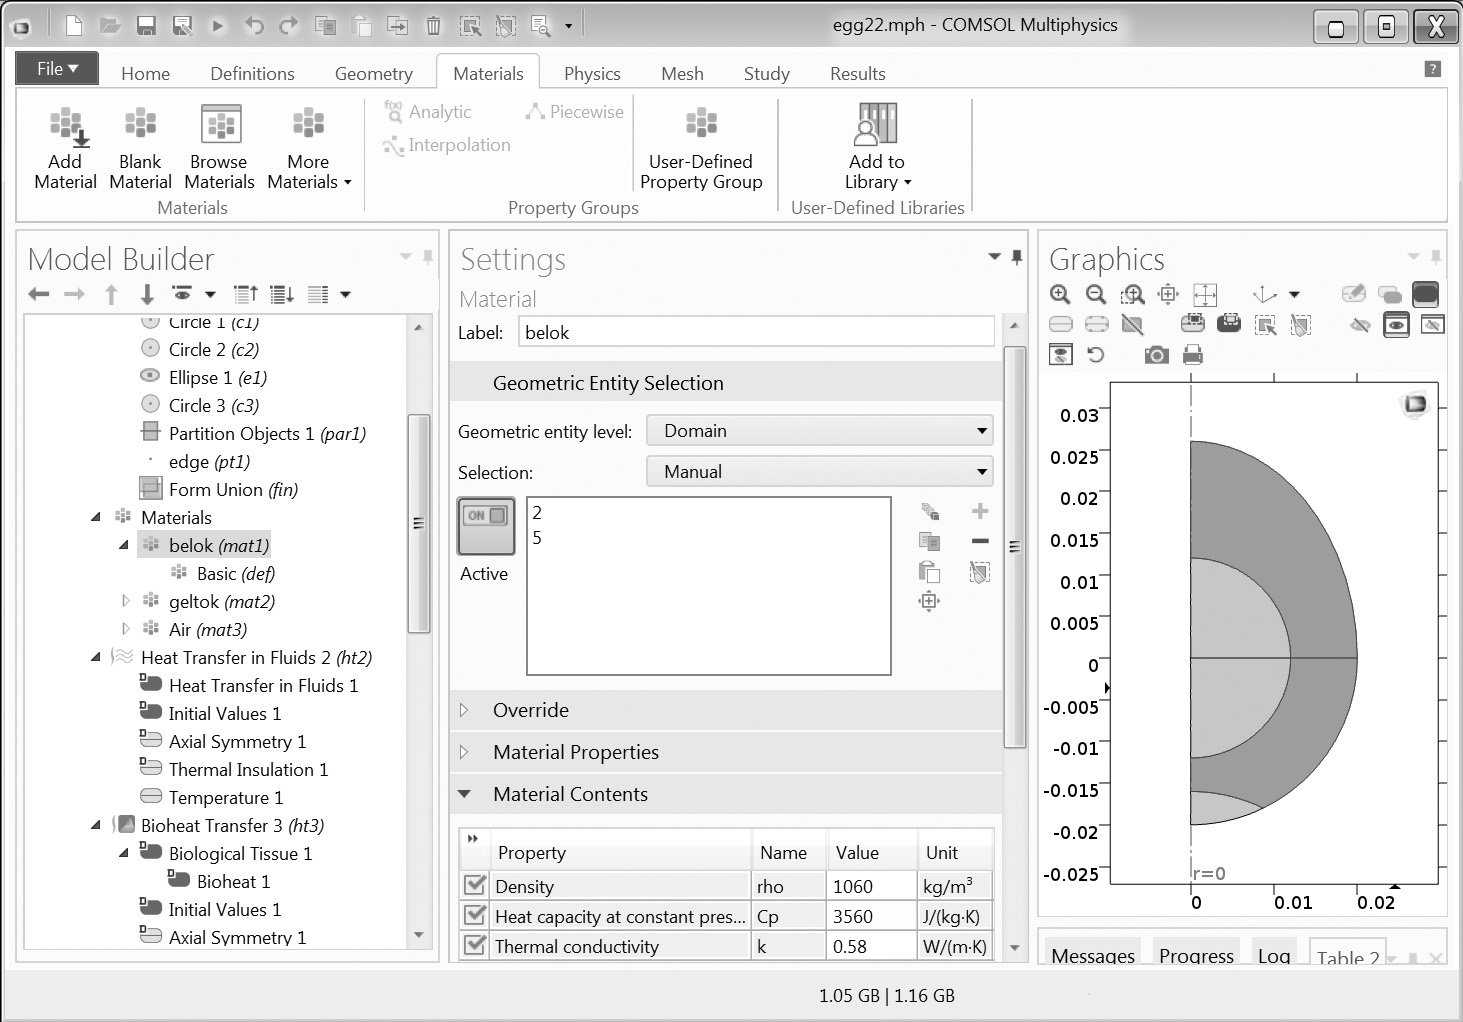 egg22.mph - COMSOL Multiphysics
File Home Definitions Geometry Materials Physics Mesh Study Results
Add Material
Blank Material
Browse Materials
More Materials
Materials
f(x) Analytic
Piecewise
Interpolation
User-Defined Property Group
Property Groups
Add to Library
User-Defined Libraries
Model Builder
Circle 1 (c1)
Circle 2 (c2)
Ellipse 1 (e1)
Circle 3 (c3)
Partition Objects 1 (par1)
edge (pt1)
Form Union (fin)
Materials
belok (mat1)
Basic (def)
geltok (mat2)
Air (mat3)
Heat Transfer in Fluids 2 (ht2)
D Heat Transfer in Fluids 1
D Initial Values 1
D Axial Symmetry 1
D Thermal Insulation 1
Temperature 1
Bioheat Transfer 3 (ht3)
D Biological Tissue 1
D Bioheat 1
D Initial Values 1
D Axial Symmetry 1
Settings
Material
Label: belok
Geometric Entity Selection
Geometric entity level: Domain
Selection: Manual
ON
Active
2
5
Override
Material Properties
Material Contents
Property Name Value Unit
Density rho 1060 kg/m³
Heat capacity at constant pres... Cp 3560 J/(kg·K)
Thermal conductivity k 0.58 W/(m·K)
Graphics
0.03
0.025
0.02
0.015
0.01
0.005
0
-0.005
-0.01
-0.015
-0.02
-0.025
r=0
0 0.01 0.02
Messages Progress Log Table 2
1.05 GB | 1.16 GB